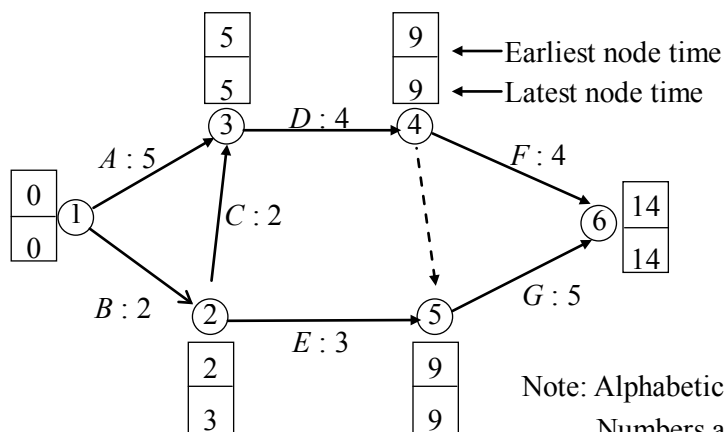 5
5
9
9
Earliest node time
Latest node time
3
D : 4
4
A : 5
F : 4
0
0
1
C : 2
6
14
14
B : 2
2
E : 3
5
G : 5
2
3
9
9
Note: Alphabetic
Numbers a